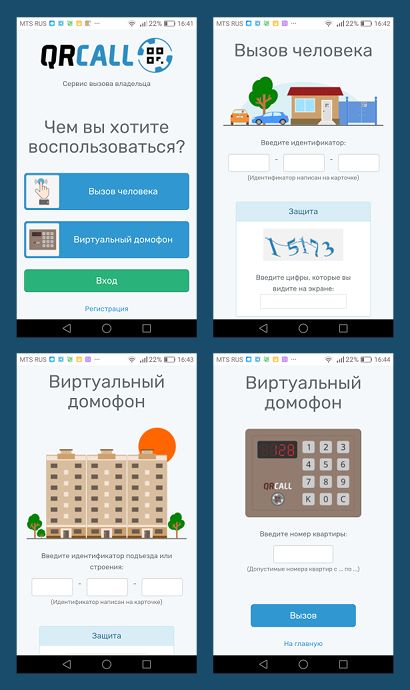 MTS RUS 22% 16:41
QRCALL
Сервис вызова владельца
Чем вы хотите
воспользоваться?
Вызов человека
Виртуальный домофон
Вход
Регистрация
MTS RUS 22% 16:42
Вызов человека
Введите идентификатор:
- -
(Идентификатор написан на карточке)
Защита
15173
Введите цифры, которые вы
видите на экране:
MTS RUS 22% 16:43
Виртуальный
домофон
Введите идентификатор подъезда или
строения:
- -
(Идентификатор написан на карточке)
Защита
MTS RUS 22% 16:44
Виртуальный
домофон
128 1 2 3
4 5 6
7 8 9
QRCALL K 0 C
Введите номер квартиры:
(Допустимые номера квартир с ... по ...)
Вызов
На главную